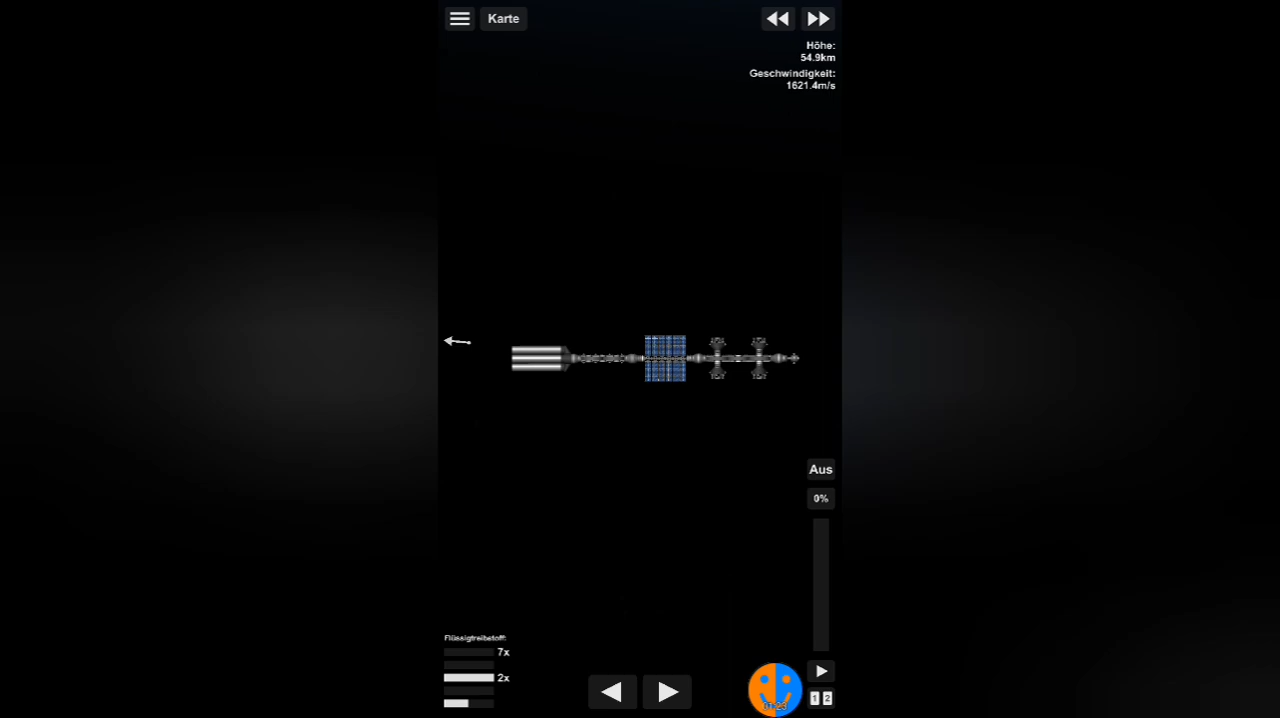 Karte
Höhe:
54.9km
Geschwindigkeit:
1621.4m/s
Aus
0%
Flüssigtreibstoff:
7x
2x
1 2